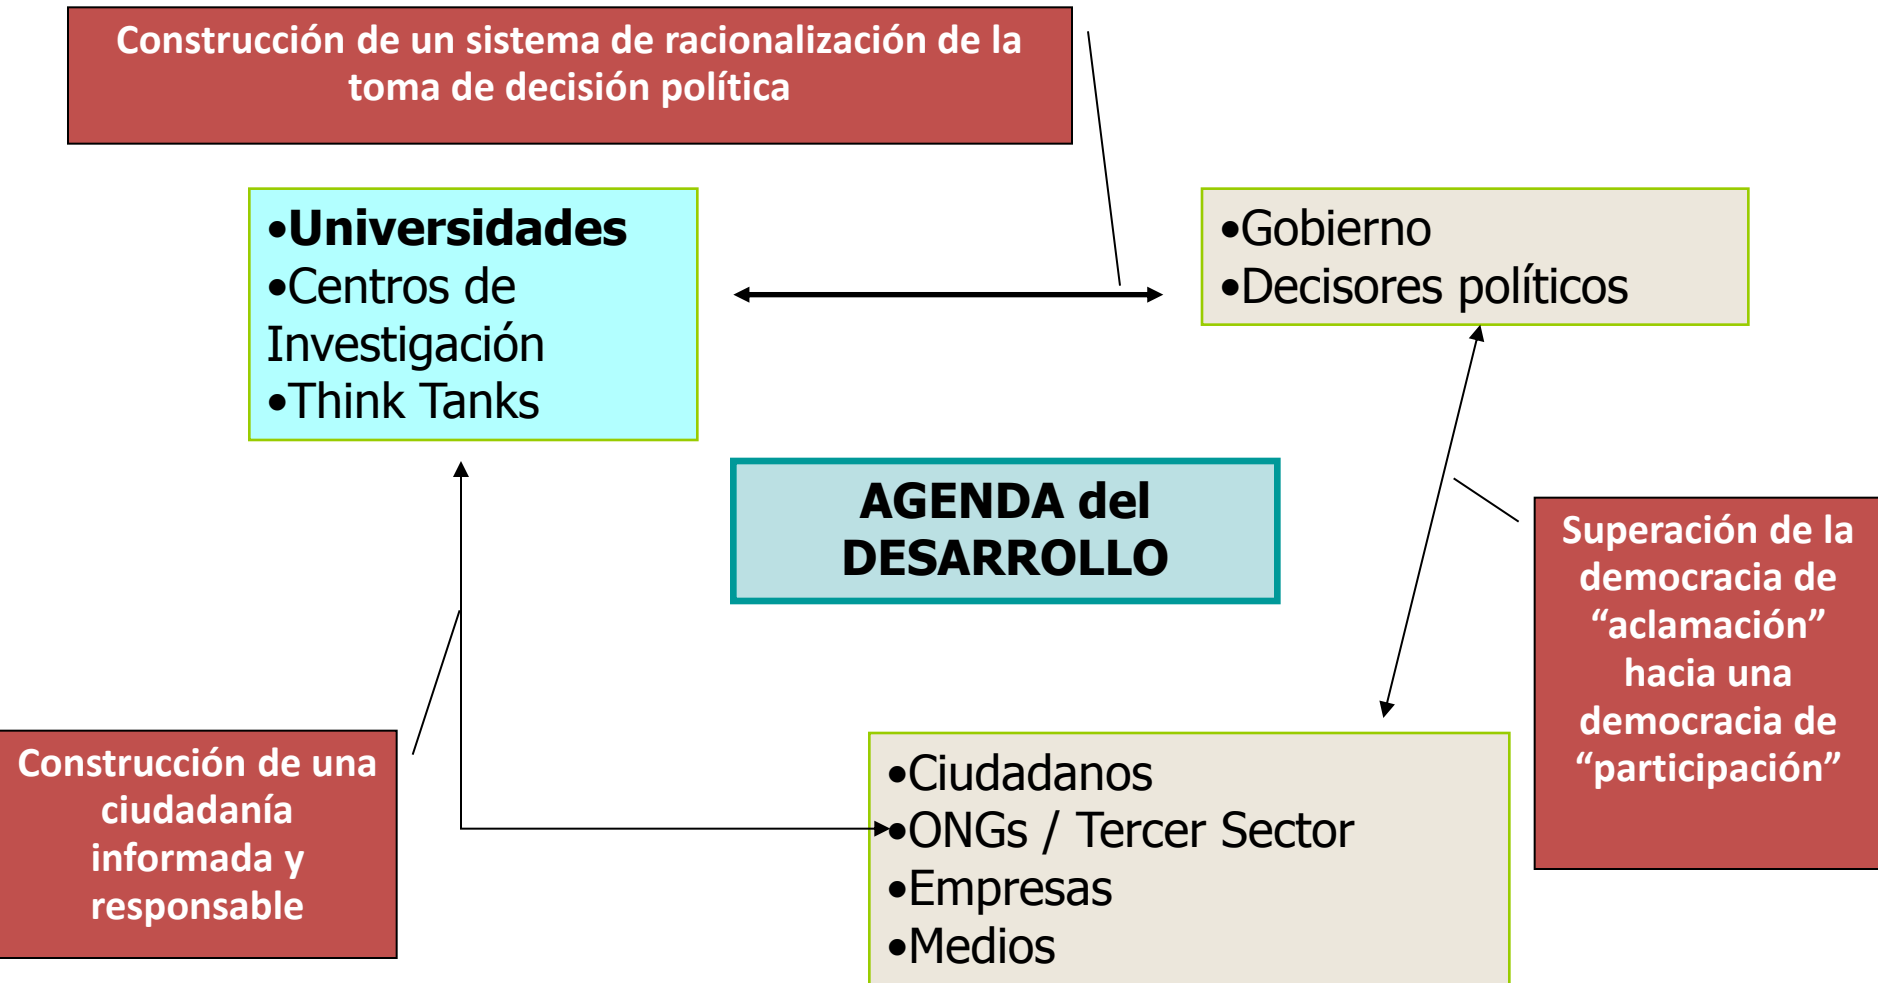 Construcción de un sistema de racionalización de la
toma de decisión política
•Universidades
•Centros de
Investigación
•Think Tanks
•Gobierno
•Decisores políticos
AGENDA del
DESARROLLO
Superación de la
democracia de
“aclamación”
hacia una
democracia de
“participación”
Construcción de una
ciudadanía
informada y
responsable
•Ciudadanos
•ONGs / Tercer Sector
•Empresas
•Medios